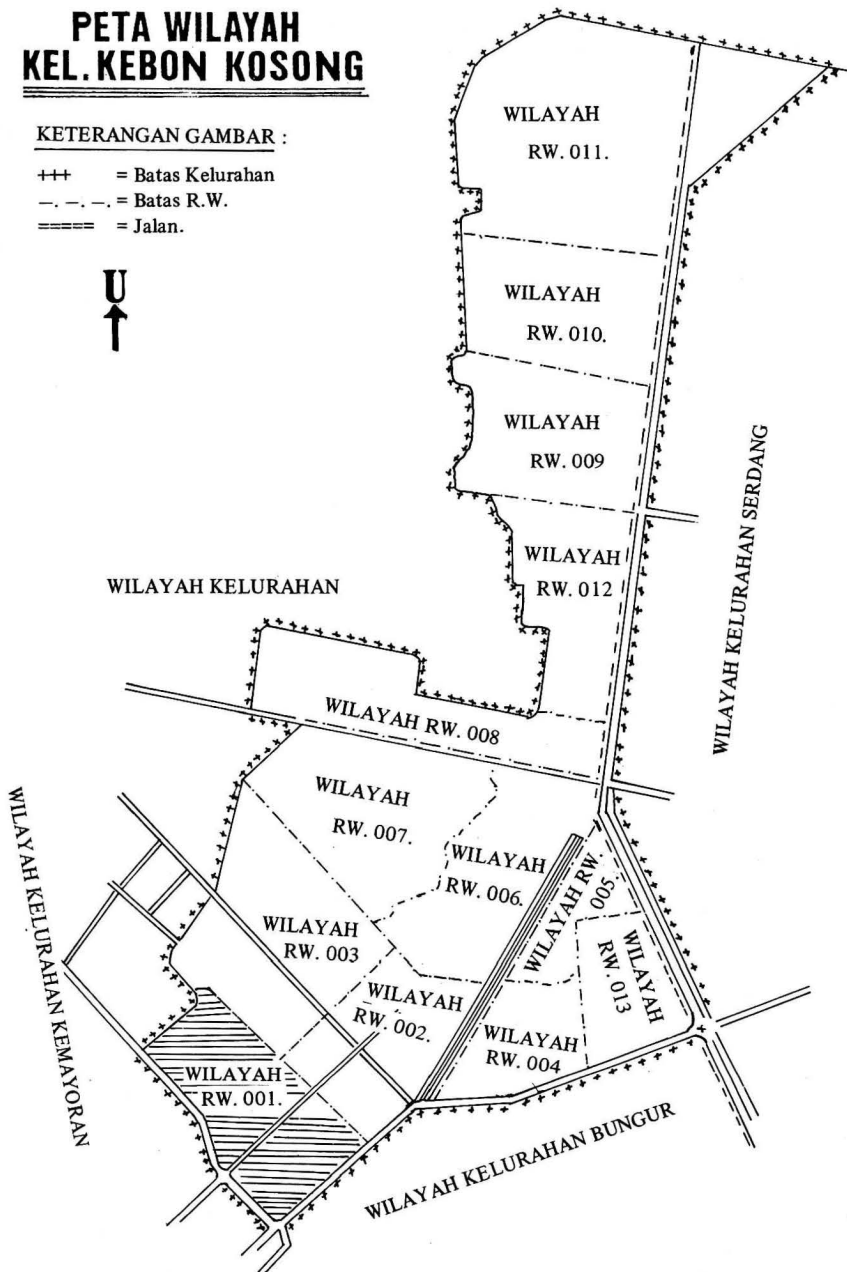 PETA WILAYAH
KEL. KEBON KOSONG
KETERANGAN GAMBAR :
+++ = Batas Kelurahan
−. −. −. = Batas R.W.
===== = Jalan.
U
WILAYAH
RW. 011.
WILAYAH
RW. 010.
WILAYAH
RW. 009
WILAYAH
RW. 012
WILAYAH KELURAHAN SERDANG
WILAYAH KELURAHAN
WILAYAH RW. 008
WILAYAH
RW. 007.
WILAYAH
RW. 006.
WILAYAH RW.
005.
WILAYAH
RW. 013
WILAYAH
RW. 003
WILAYAH
RW. 002.
WILAYAH
RW. 004
WILAYAH
RW. 001.
WILAYAH KELURAHAN KEMAYORAN
WILAYAH KELURAHAN BUNGUR